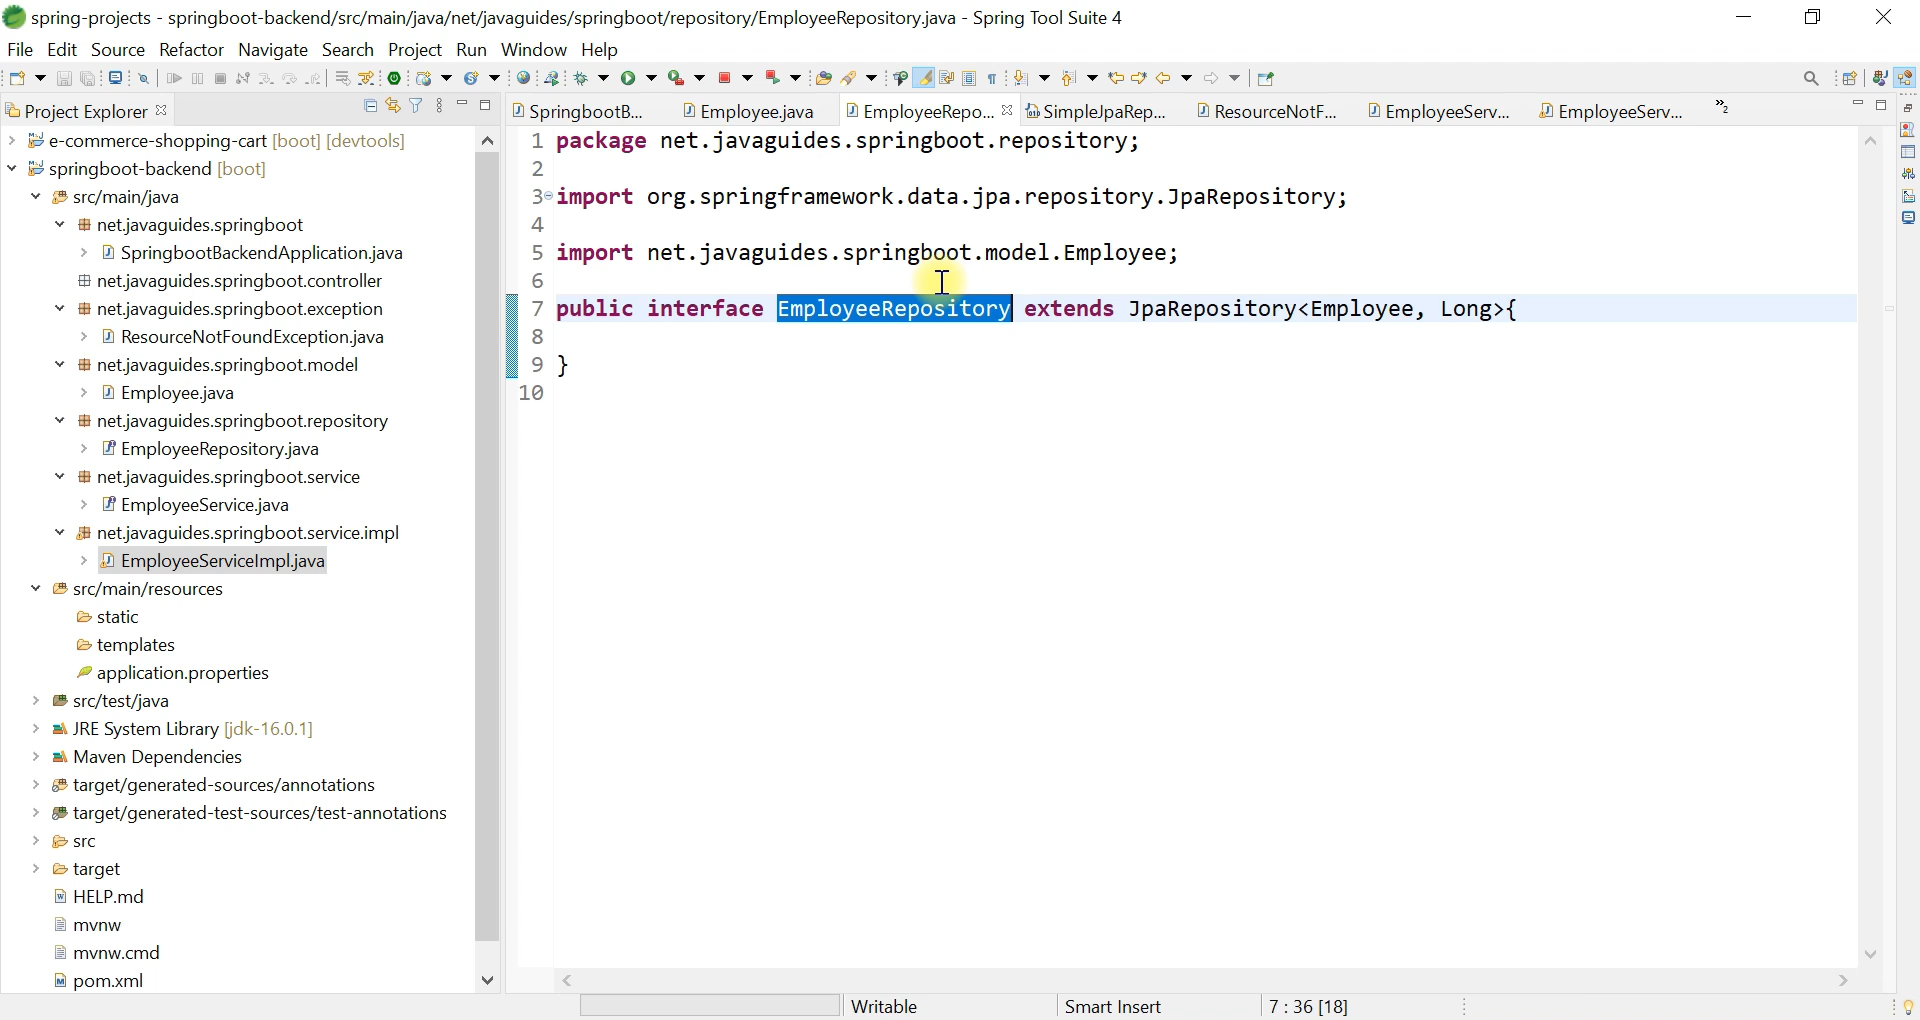 spring-projects - springboot-backend/src/main/java/net/javaguides/springboot/repository/EmployeeRepository.java - Spring Tool Suite 4
File Edit Source Refactor Navigate Search Project Run Window Help
Project Explorer
SpringbootB... Employee.java EmployeeRepo... SimpleJpaRep... ResourceNotF... EmployeeServ... EmployeeServ... »2
e-commerce-shopping-cart [boot] [devtools]
springboot-backend [boot]
src/main/java
net.javaguides.springboot
SpringbootBackendApplication.java
net.javaguides.springboot.controller
net.javaguides.springboot.exception
ResourceNotFoundException.java
net.javaguides.springboot.model
Employee.java
net.javaguides.springboot.repository
EmployeeRepository.java
net.javaguides.springboot.service
EmployeeService.java
net.javaguides.springboot.service.impl
EmployeeServiceImpl.java
src/main/resources
static
templates
application.properties
src/test/java
JRE System Library [jdk-16.0.1]
Maven Dependencies
target/generated-sources/annotations
target/generated-test-sources/test-annotations
src
target
HELP.md
mvnw
mvnw.cmd
pom.xml
1 package net.javaguides.springboot.repository;
2
3 import org.springframework.data.jpa.repository.JpaRepository;
4
5 import net.javaguides.springboot.model.Employee;
6
7 public interface EmployeeRepository extends JpaRepository<Employee, Long>{
8
9 }
10
Writable Smart Insert 7 : 36 [18]